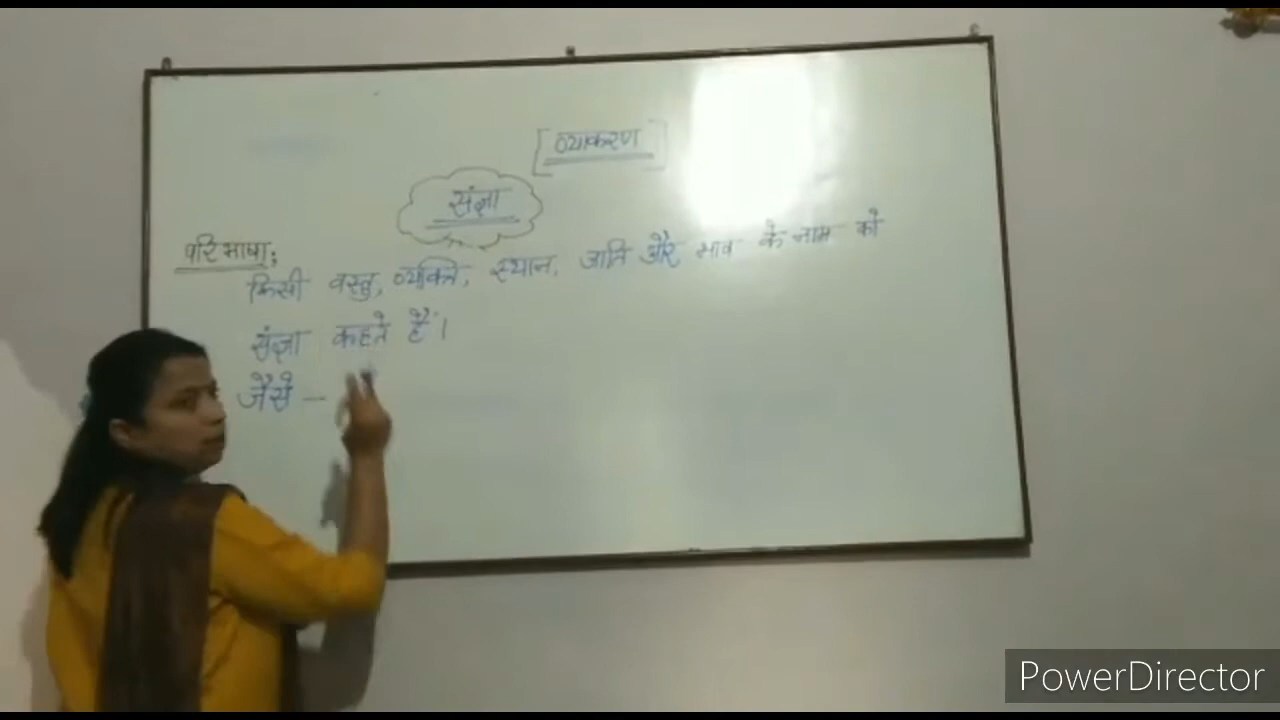 [व्याकरण]
संज्ञा
परिभाषा:
किसी वस्तु, व्यक्ति, स्थान, जाति और भाव के नाम को
संज्ञा कहते हैं।
जैसे –
PowerDirector